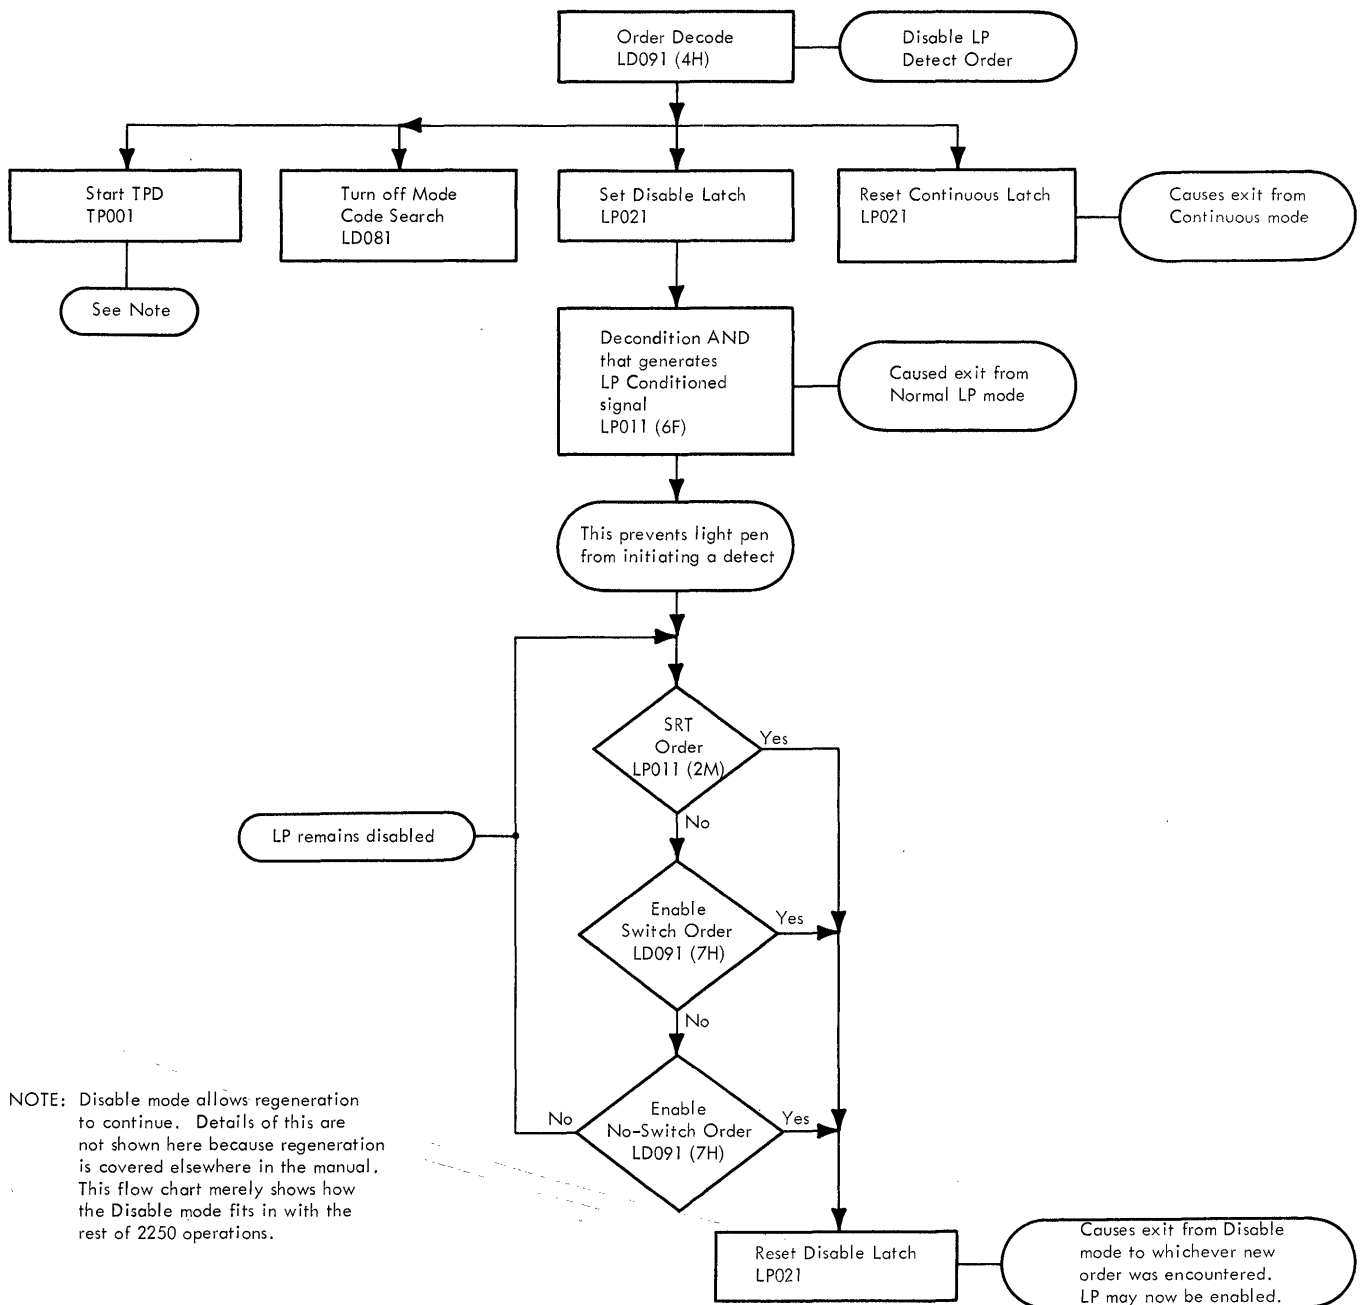 Order Decode
LD091 (4H)
Disable LP
Detect Order
Start TPD
TP001
Turn off Mode
Code Search
LD081
Set Disable Latch
LP021
Reset Continuous Latch
LP021
Causes exit from
Continuous mode
See Note
Decondition AND
that generates
LP Conditioned
signal
LP011 (6F)
Caused exit from
Normal LP mode
This prevents light pen
from initiating a detect
SRT
Order
LP011 (2M)
Yes
No
LP remains disabled
Enable
Switch Order
LD091 (7H)
Yes
No
Enable
No-Switch Order
LD091 (7H)
No
Yes
NOTE: Disable mode allows regeneration
to continue. Details of this are
not shown here because regeneration
is covered elsewhere in the manual.
This flow chart merely shows how
the Disable mode fits in with the
rest of 2250 operations.
Reset Disable Latch
LP021
Causes exit from Disable
mode to whichever new
order was encountered.
LP may now be enabled.